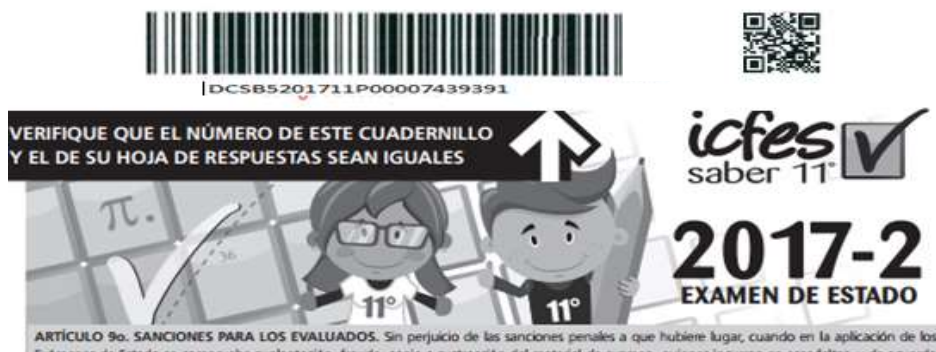 DCSB5201711P00007439391
VERIFIQUE QUE EL NÚMERO DE ESTE CUADERNILLO
Y EL DE SU HOJA DE RESPUESTAS SEAN IGUALES
icfes
saber 11°
π.
36
11°
11°
2017-2
EXAMEN DE ESTADO
ARTÍCULO 9o. SANCIONES PARA LOS EVALUADOS. Sin perjuicio de las sanciones penales a que hubiere lugar, cuando en la aplicación de los